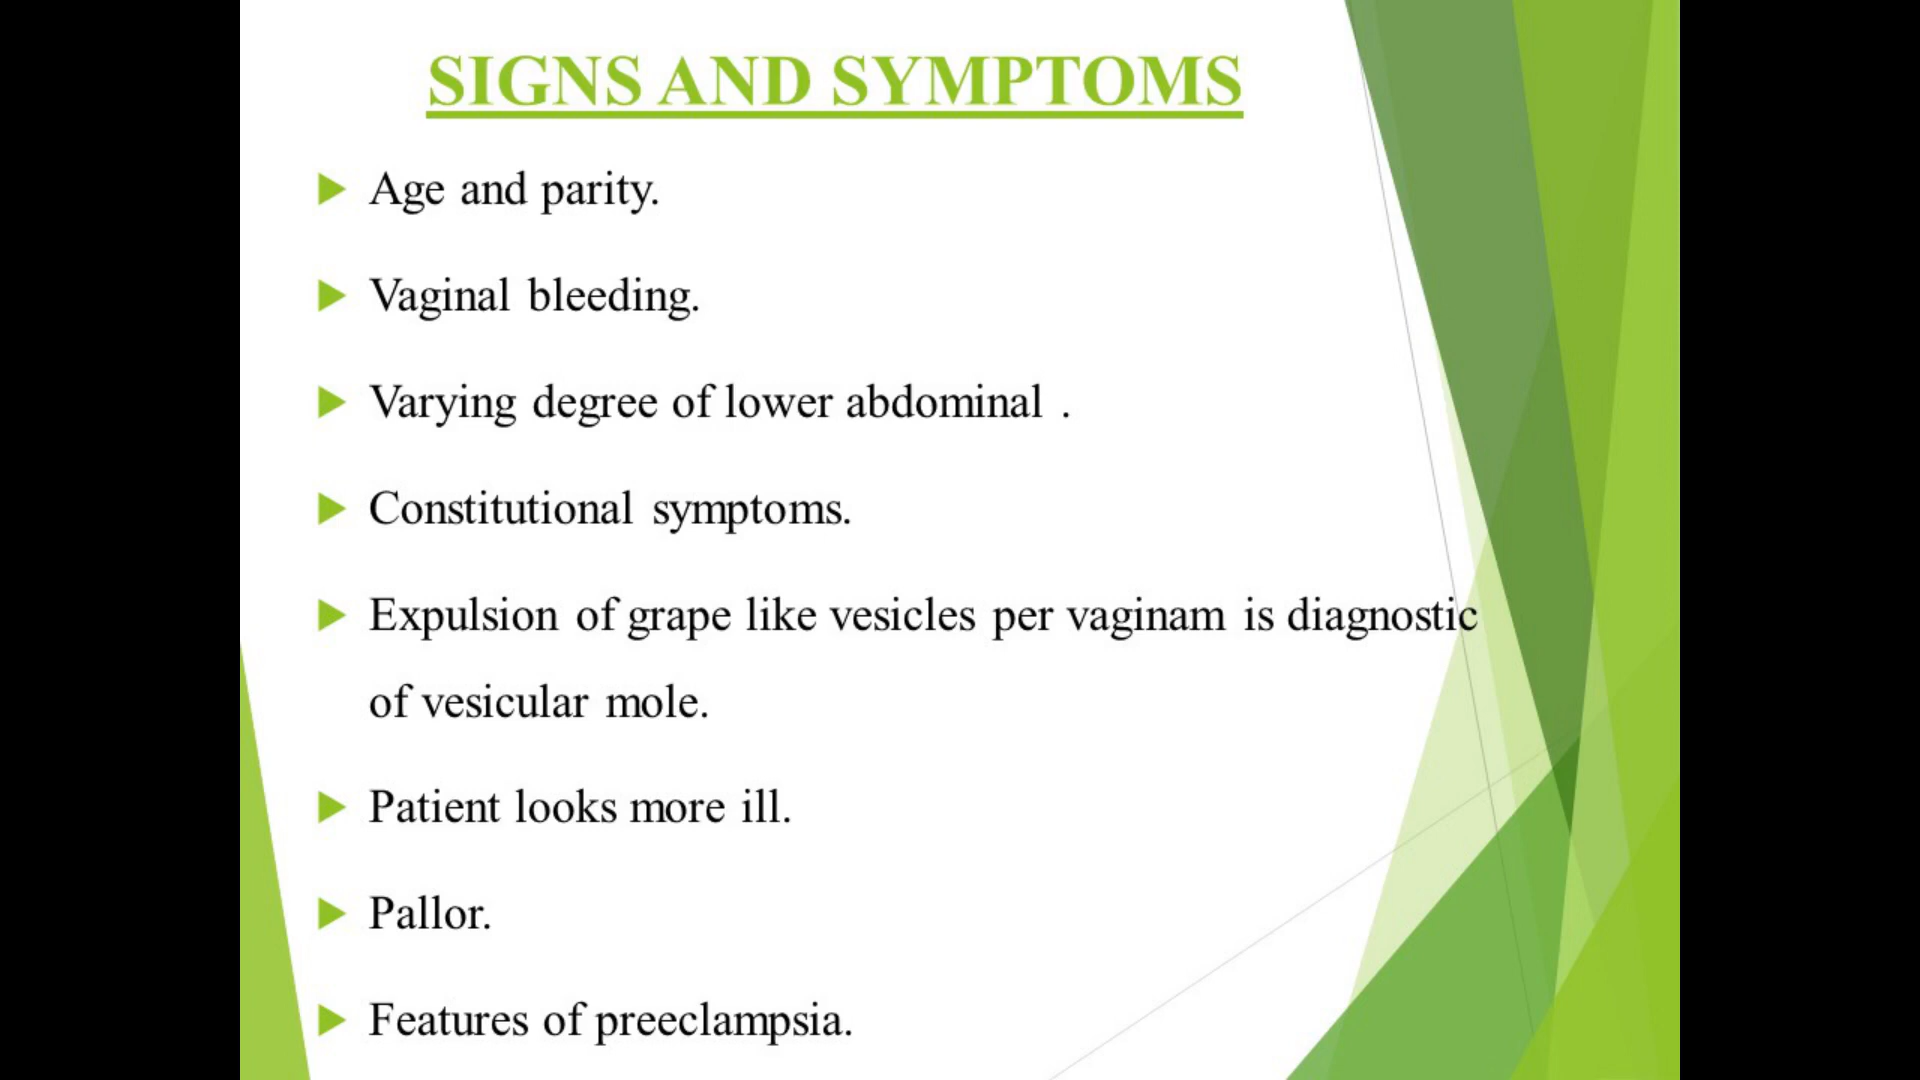 SIGNS AND SYMPTOMS
Age and parity.
Vaginal bleeding.
Varying degree of lower abdominal .
Constitutional symptoms.
Expulsion of grape like vesicles per vaginam is diagnostic
of vesicular mole.
Patient looks more ill.
Pallor.
Features of preeclampsia.